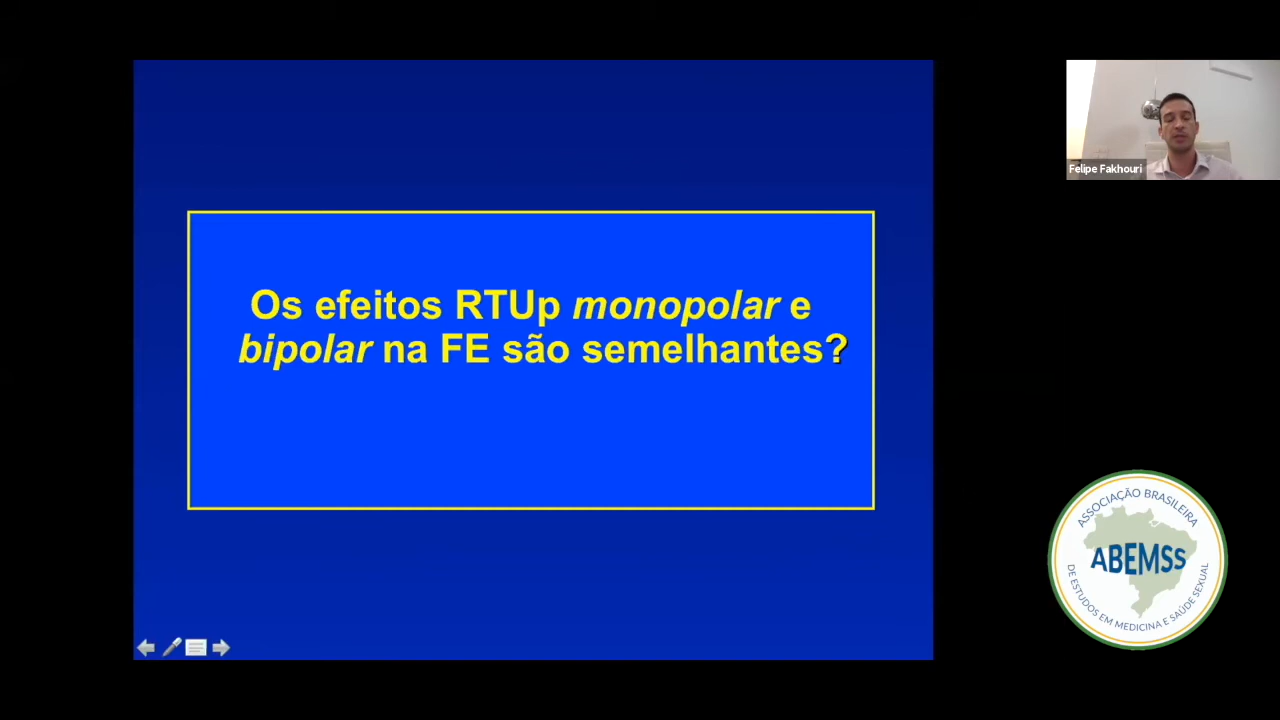 Os efeitos RTUp monopolar e
bipolar na FE são semelhantes?
Felipe Fakhouri
ASSOCIAÇÃO BRASILEIRA
ABEMSS
DE ESTUDOS EM MEDICINA E SAÚDE SEXUAL